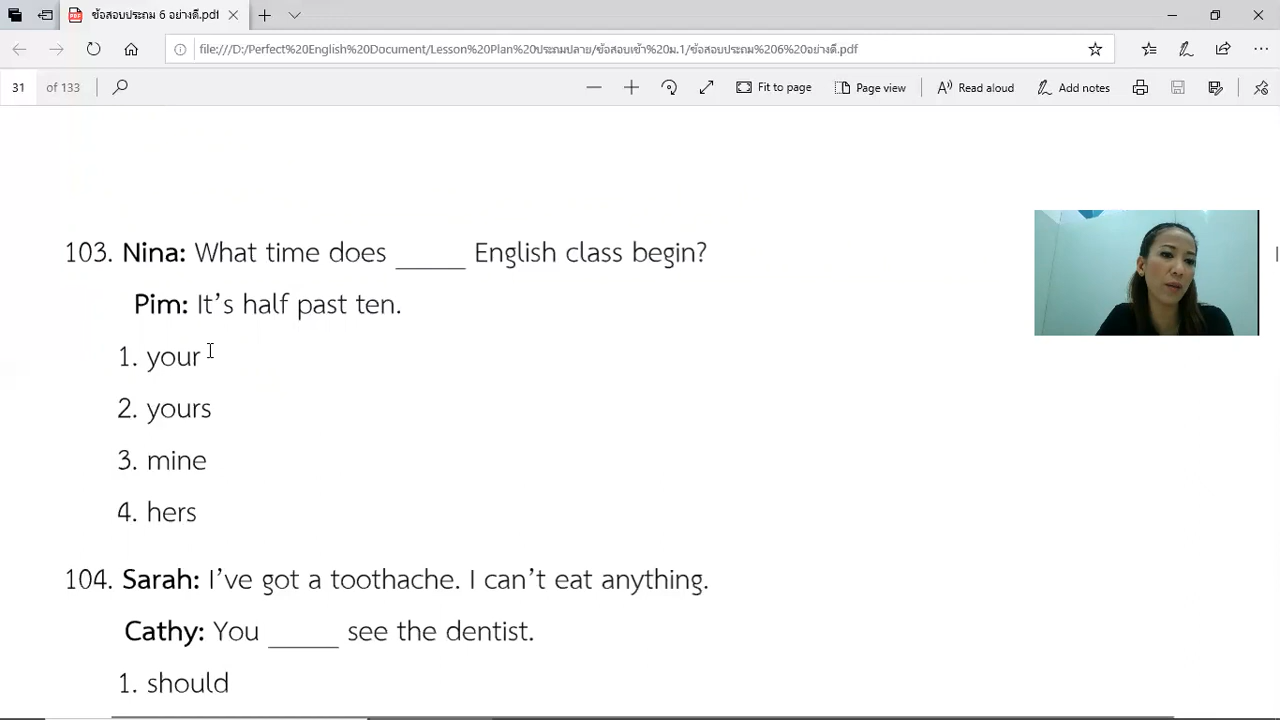 ข้อสอบประถม 6 อย่างดี.pdf
file:///D:/Perfect%20English%20Document/Lesson%20Plan%20ประถมปลาย/ข้อสอบเข้า%20ม.1/ข้อสอบประถม%206%20อย่างดี.pdf
31 of 133 Fit to page Page view Read aloud Add notes
103. Nina: What time does _____ English class begin?
Pim: It's half past ten.
1. your
2. yours
3. mine
4. hers
104. Sarah: I've got a toothache. I can't eat anything.
Cathy: You _____ see the dentist.
1. should